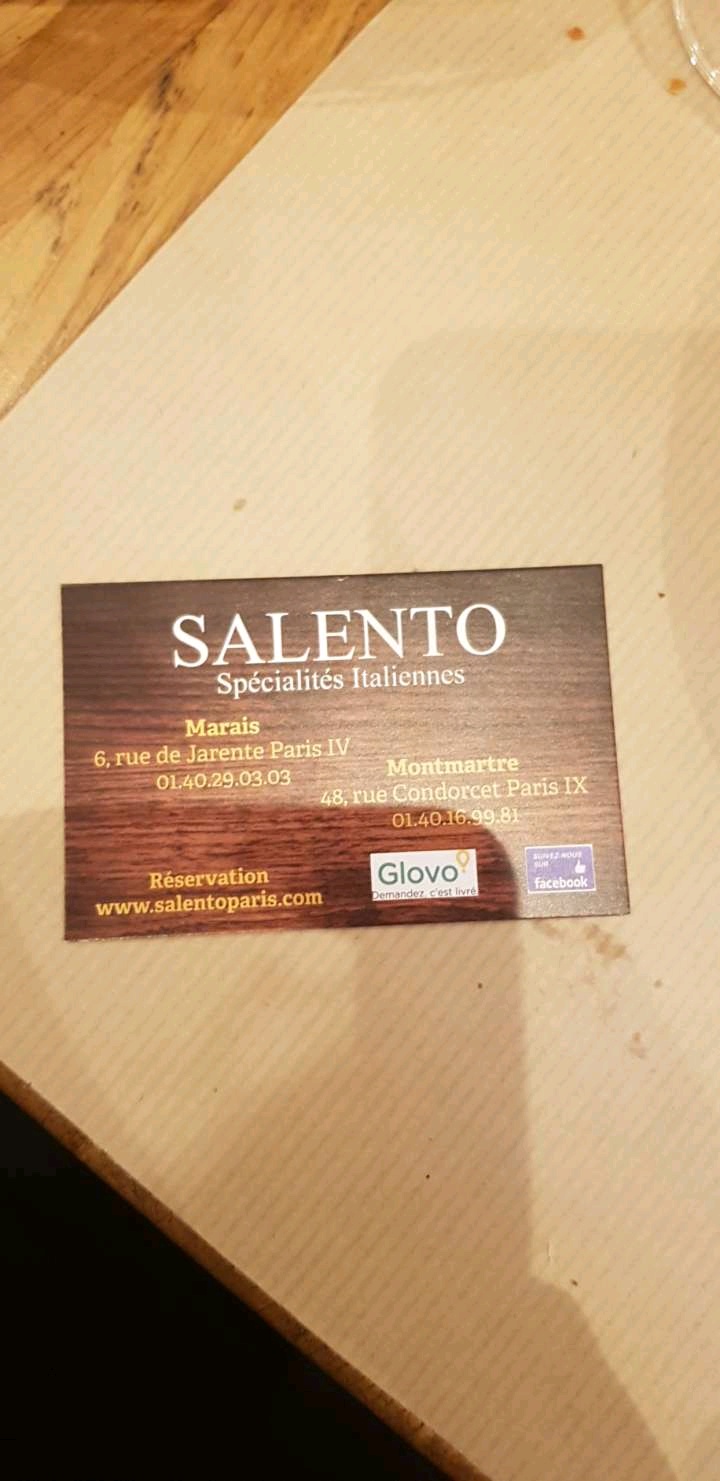 SALENTO
Spécialités Italiennes
Marais
6, rue de Jarente Paris IV
01.40.29.03.03
Montmartre
48, rue Condorcet Paris IX
01.40.16.99.81
Réservation
www.salentoparis.com
Glovo
Demandez, c'est livré
SUIVEZ-NOUS
SUR
facebook